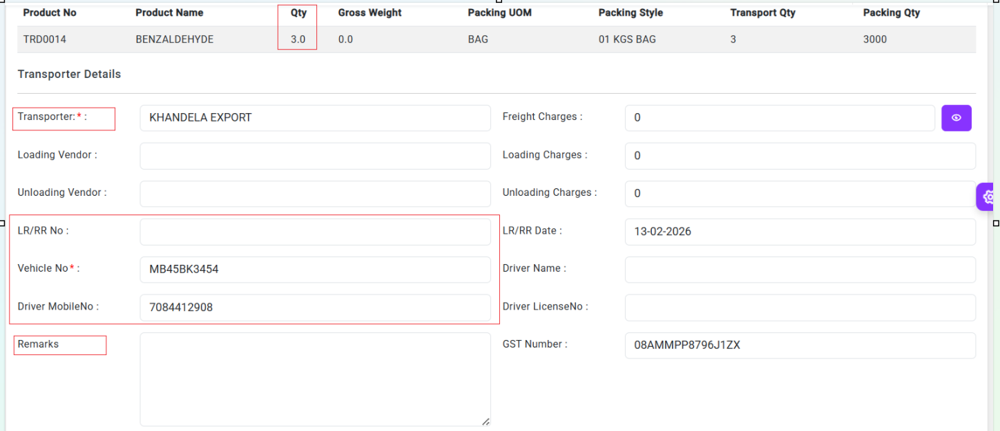 Product No Product Name Qty Gross Weight Packing UOM Packing Style Transport Qty Packing Qty
TRD0014 BENZALDEHYDE 3.0 0.0 BAG 01 KGS BAG 3 3000
Transporter Details
Transporter:* : KHANDELA EXPORT Freight Charges : 0
Loading Vendor : Loading Charges : 0
Unloading Vendor : Unloading Charges : 0
LR/RR No : LR/RR Date : 13-02-2026
Vehicle No* : MB45BK3454 Driver Name :
Driver MobileNo : 7084412908 Driver LicenseNo :
Remarks GST Number : 08AMMPP8796J1ZX